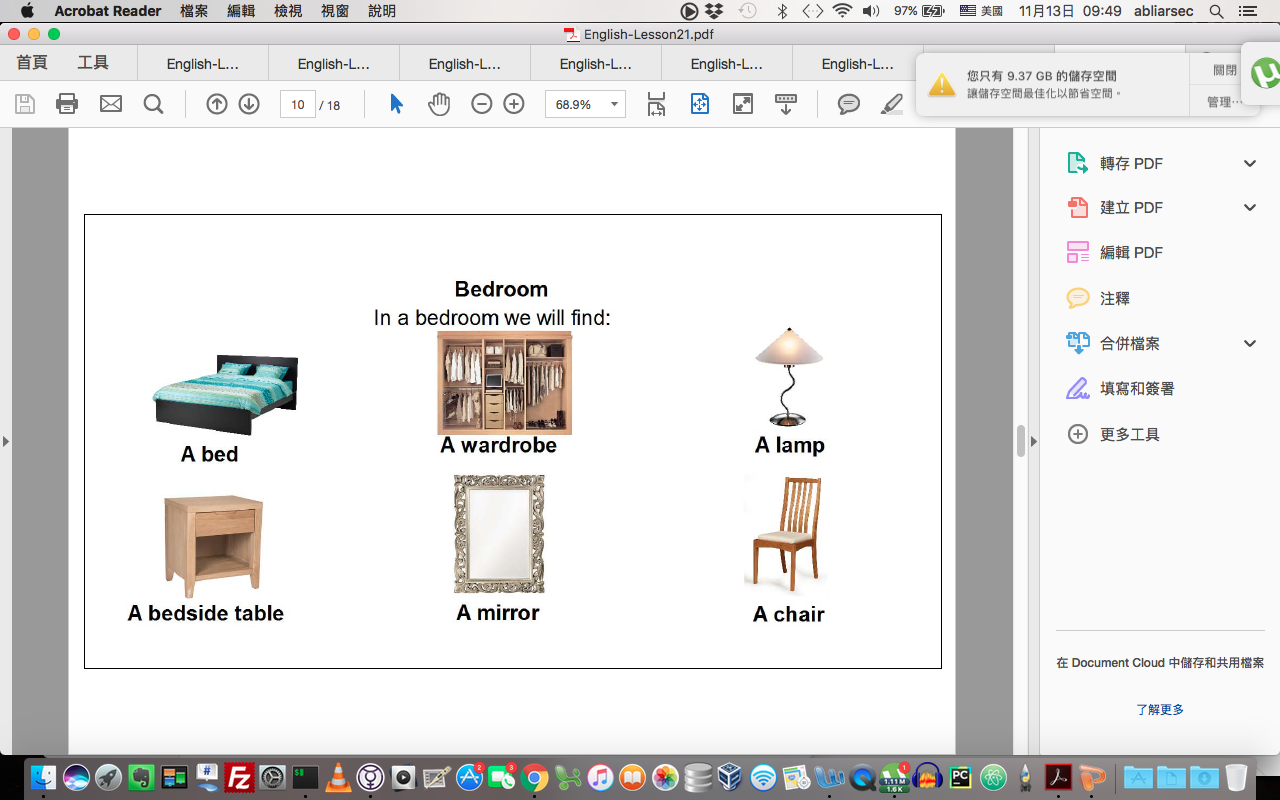 Acrobat Reader 檔案 編輯 檢視 視窗 說明 97% 美國 11月13日 09:49 abliarsec
English-Lesson21.pdf
首頁 工具 English-L... English-L... English-L... English-L... English-L... English-L...
您只有 9.37 GB 的儲存空間
讓儲存空間最佳化以節省空間。
關閉
管理…
10 / 18 68.9%
轉存 PDF
建立 PDF
編輯 PDF
注釋
合併檔案
填寫和簽署
更多工具
在 Document Cloud 中儲存和共用檔案
了解更多
Bedroom
In a bedroom we will find:
A bed A wardrobe A lamp
A bedside table A mirror A chair